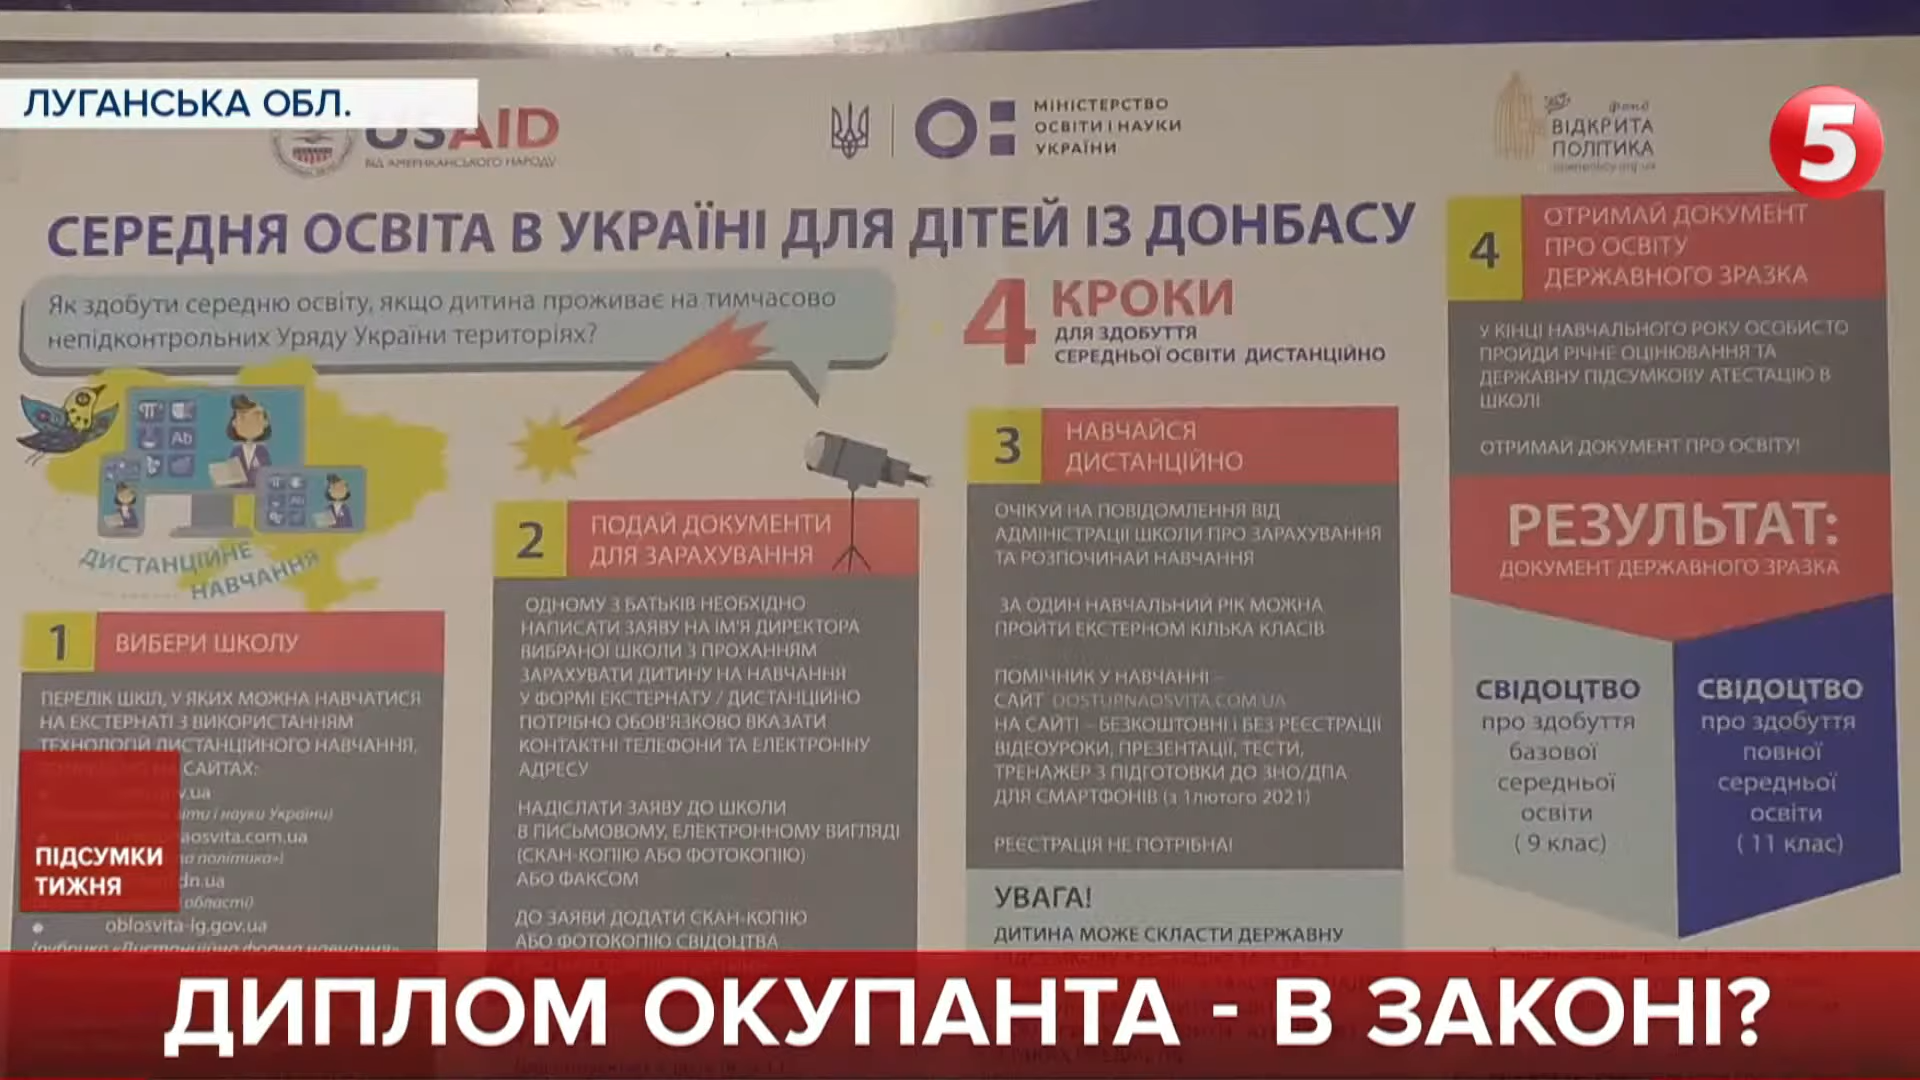 ЛУГАНСЬКА ОБЛ.
USAID
ВІД АМЕРИКАНСЬКОГО НАРОДУ
МІНІСТЕРСТВО
ОСВІТИ І НАУКИ
УКРАЇНИ
фонд
ВІДКРИТА
ПОЛІТИКА
5
СЕРЕДНЯ ОСВІТА В УКРАЇНІ ДЛЯ ДІТЕЙ ІЗ ДОНБАСУ
Як здобути середню освіту, якщо дитина проживає на тимчасово
непідконтрольних Уряду України територіях?
4 КРОКИ
ДЛЯ ЗДОБУТТЯ
СЕРЕДНЬОЇ ОСВІТИ ДИСТАНЦІЙНО
Ab
ДИСТАНЦІЙНЕ
НАВЧАННЯ
1 ВИБЕРИ ШКОЛУ
ПЕРЕЛІК ШКІЛ, У ЯКИХ МОЖНА НАВЧАТИСЯ
НА ЕКСТЕРНАТІ З ВИКОРИСТАННЯМ
ТЕХНОЛОГІЙ ДИСТАНЦІЙНОГО НАВЧАННЯ,
САЙТАХ:
v.ua
іти і науки України)
aosvita.com.ua
а політика»)
dn.ua
області)
oblosvita-lg.gov.ua
(рубрика «Дистанційна форма навчання»
2 ПОДАЙ ДОКУМЕНТИ
ДЛЯ ЗАРАХУВАННЯ
ОДНОМУ З БАТЬКІВ НЕОБХІДНО
НАПИСАТИ ЗАЯВУ НА ІМ'Я ДИРЕКТОРА
ВИБРАНОЇ ШКОЛИ З ПРОХАННЯМ
ЗАРАХУВАТИ ДИТИНУ НА НАВЧАННЯ
У ФОРМІ ЕКСТЕРНАТУ / ДИСТАНЦІЙНО
ПОТРІБНО ОБОВ'ЯЗКОВО ВКАЗАТИ
КОНТАКТНІ ТЕЛЕФОНИ ТА ЕЛЕКТРОННУ
АДРЕСУ
НАДІСЛАТИ ЗАЯВУ ДО ШКОЛИ
В ПИСЬМОВОМУ, ЕЛЕКТРОННОМУ ВИГЛЯДІ
(СКАН-КОПІЮ АБО ФОТОКОПІЮ)
АБО ФАКСОМ
ДО ЗАЯВИ ДОДАТИ СКАН-КОПІЮ
АБО ФОТОКОПІЮ СВІДОЦТВА
3 НАВЧАЙСЯ
ДИСТАНЦІЙНО
ОЧІКУЙ НА ПОВІДОМЛЕННЯ ВІД
АДМІНІСТРАЦІЇ ШКОЛИ ПРО ЗАРАХУВАННЯ
ТА РОЗПОЧИНАЙ НАВЧАННЯ
ЗА ОДИН НАВЧАЛЬНИЙ РІК МОЖНА
ПРОЙТИ ЕКСТЕРНОМ КІЛЬКА КЛАСІВ
ПОМІЧНИК У НАВЧАННІ –
САЙТ DOSTUPNAOSVITA.COM.UA
НА САЙТІ – БЕЗКОШТОВНІ І БЕЗ РЕЄСТРАЦІЇ
ВІДЕОУРОКИ, ПРЕЗЕНТАЦІЇ, ТЕСТИ,
ТРЕНАЖЕР З ПІДГОТОВКИ ДО ЗНО/ДПА
ДЛЯ СМАРТФОНІВ (з 1лютого 2021)
РЕЄСТРАЦІЯ НЕ ПОТРІБНА!
УВАГА!
ДИТИНА МОЖЕ СКЛАСТИ ДЕРЖАВНУ
4 ОТРИМАЙ ДОКУМЕНТ
ПРО ОСВІТУ
ДЕРЖАВНОГО ЗРАЗКА
У КІНЦІ НАВЧАЛЬНОГО РОКУ ОСОБИСТО
ПРОЙДИ РІЧНЕ ОЦІНЮВАННЯ ТА
ДЕРЖАВНУ ПІДСУМКОВУ АТЕСТАЦІЮ В
ШКОЛІ
ОТРИМАЙ ДОКУМЕНТ ПРО ОСВІТУ!
РЕЗУЛЬТАТ:
ДОКУМЕНТ ДЕРЖАВНОГО ЗРАЗКА
СВІДОЦТВО
про здобуття
базової
середньої
освіти
( 9 клас)
СВІДОЦТВО
про здобуття
повної
середньої
освіти
( 11 клас)
ПІДСУМКИ
ТИЖНЯ
ДИПЛОМ ОКУПАНТА - В ЗАКОНІ?